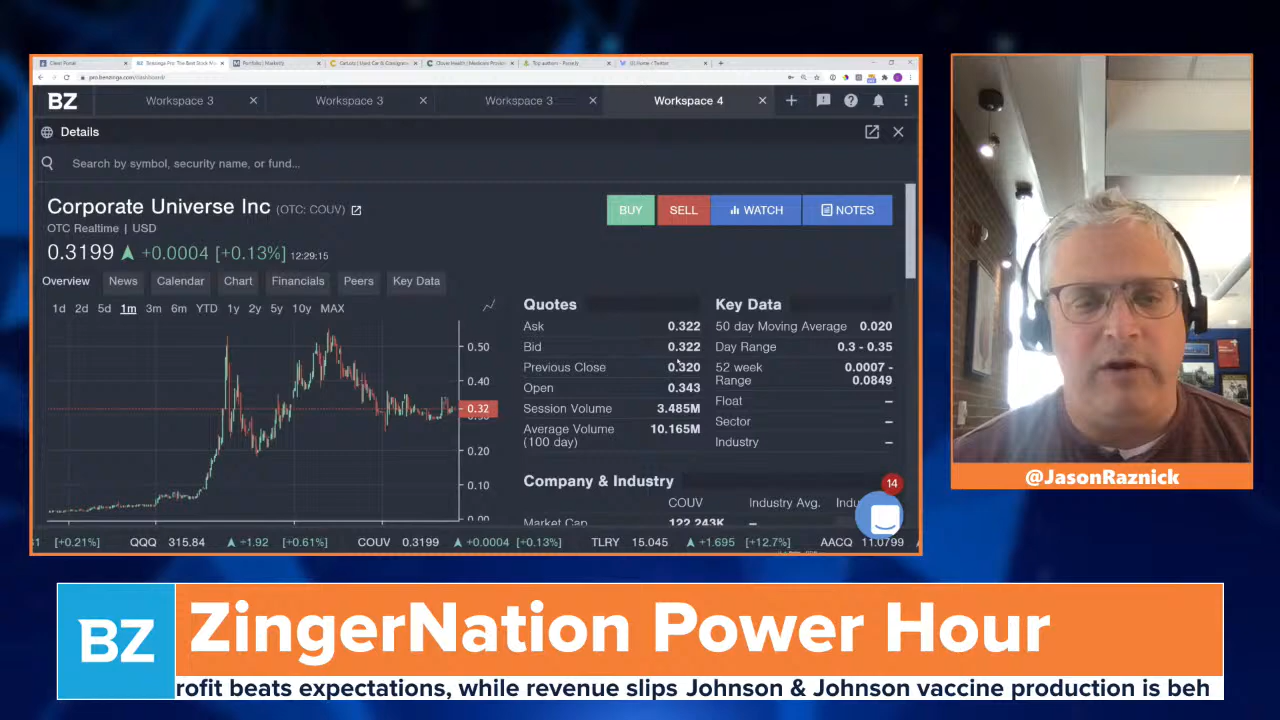 Portfolio | MarketUp
Workspace 3
Workspace 3
Workspace 3
Workspace 4
BZ
pro.benzinga.com/dashboard/
Details
Search by symbol, security name, or fund...
Corporate Universe Inc (OTC: COUV)
BUY SELL WATCH NOTES
OTC Realtime | USD
0.3199 +0.0004 [+0.13%] 12:29:15
Overview News Calendar Chart Financials Peers Key Data
1d 2d 5d 1m 3m 6m YTD 1y 2y 5y 10y MAX
0.50
0.40
0.32
0.20
0.10
0.00
Quotes
Ask 0.322
Bid 0.322
Previous Close 0.320
Open 0.343
Session Volume 3.485M
Average Volume (100 day) 10.165M
Key Data
50 day Moving Average 0.020
Day Range 0.3 - 0.35
52 week Range 0.0007 - 0.0849
Float –
Sector –
Industry –
Company & Industry
COUV Industry Avg.
Market Cap 122.243K –
14
[+0.21%] QQQ 315.84 +1.92 [+0.61%] COUV 0.3199 +0.0004 [+0.13%] TLRY 15.045 +1.695 [+12.7%] AACQ 11.0799
@JasonRaznick
BZ
ZingerNation Power Hour
rofit beats expectations, while revenue slips Johnson & Johnson vaccine production is beh